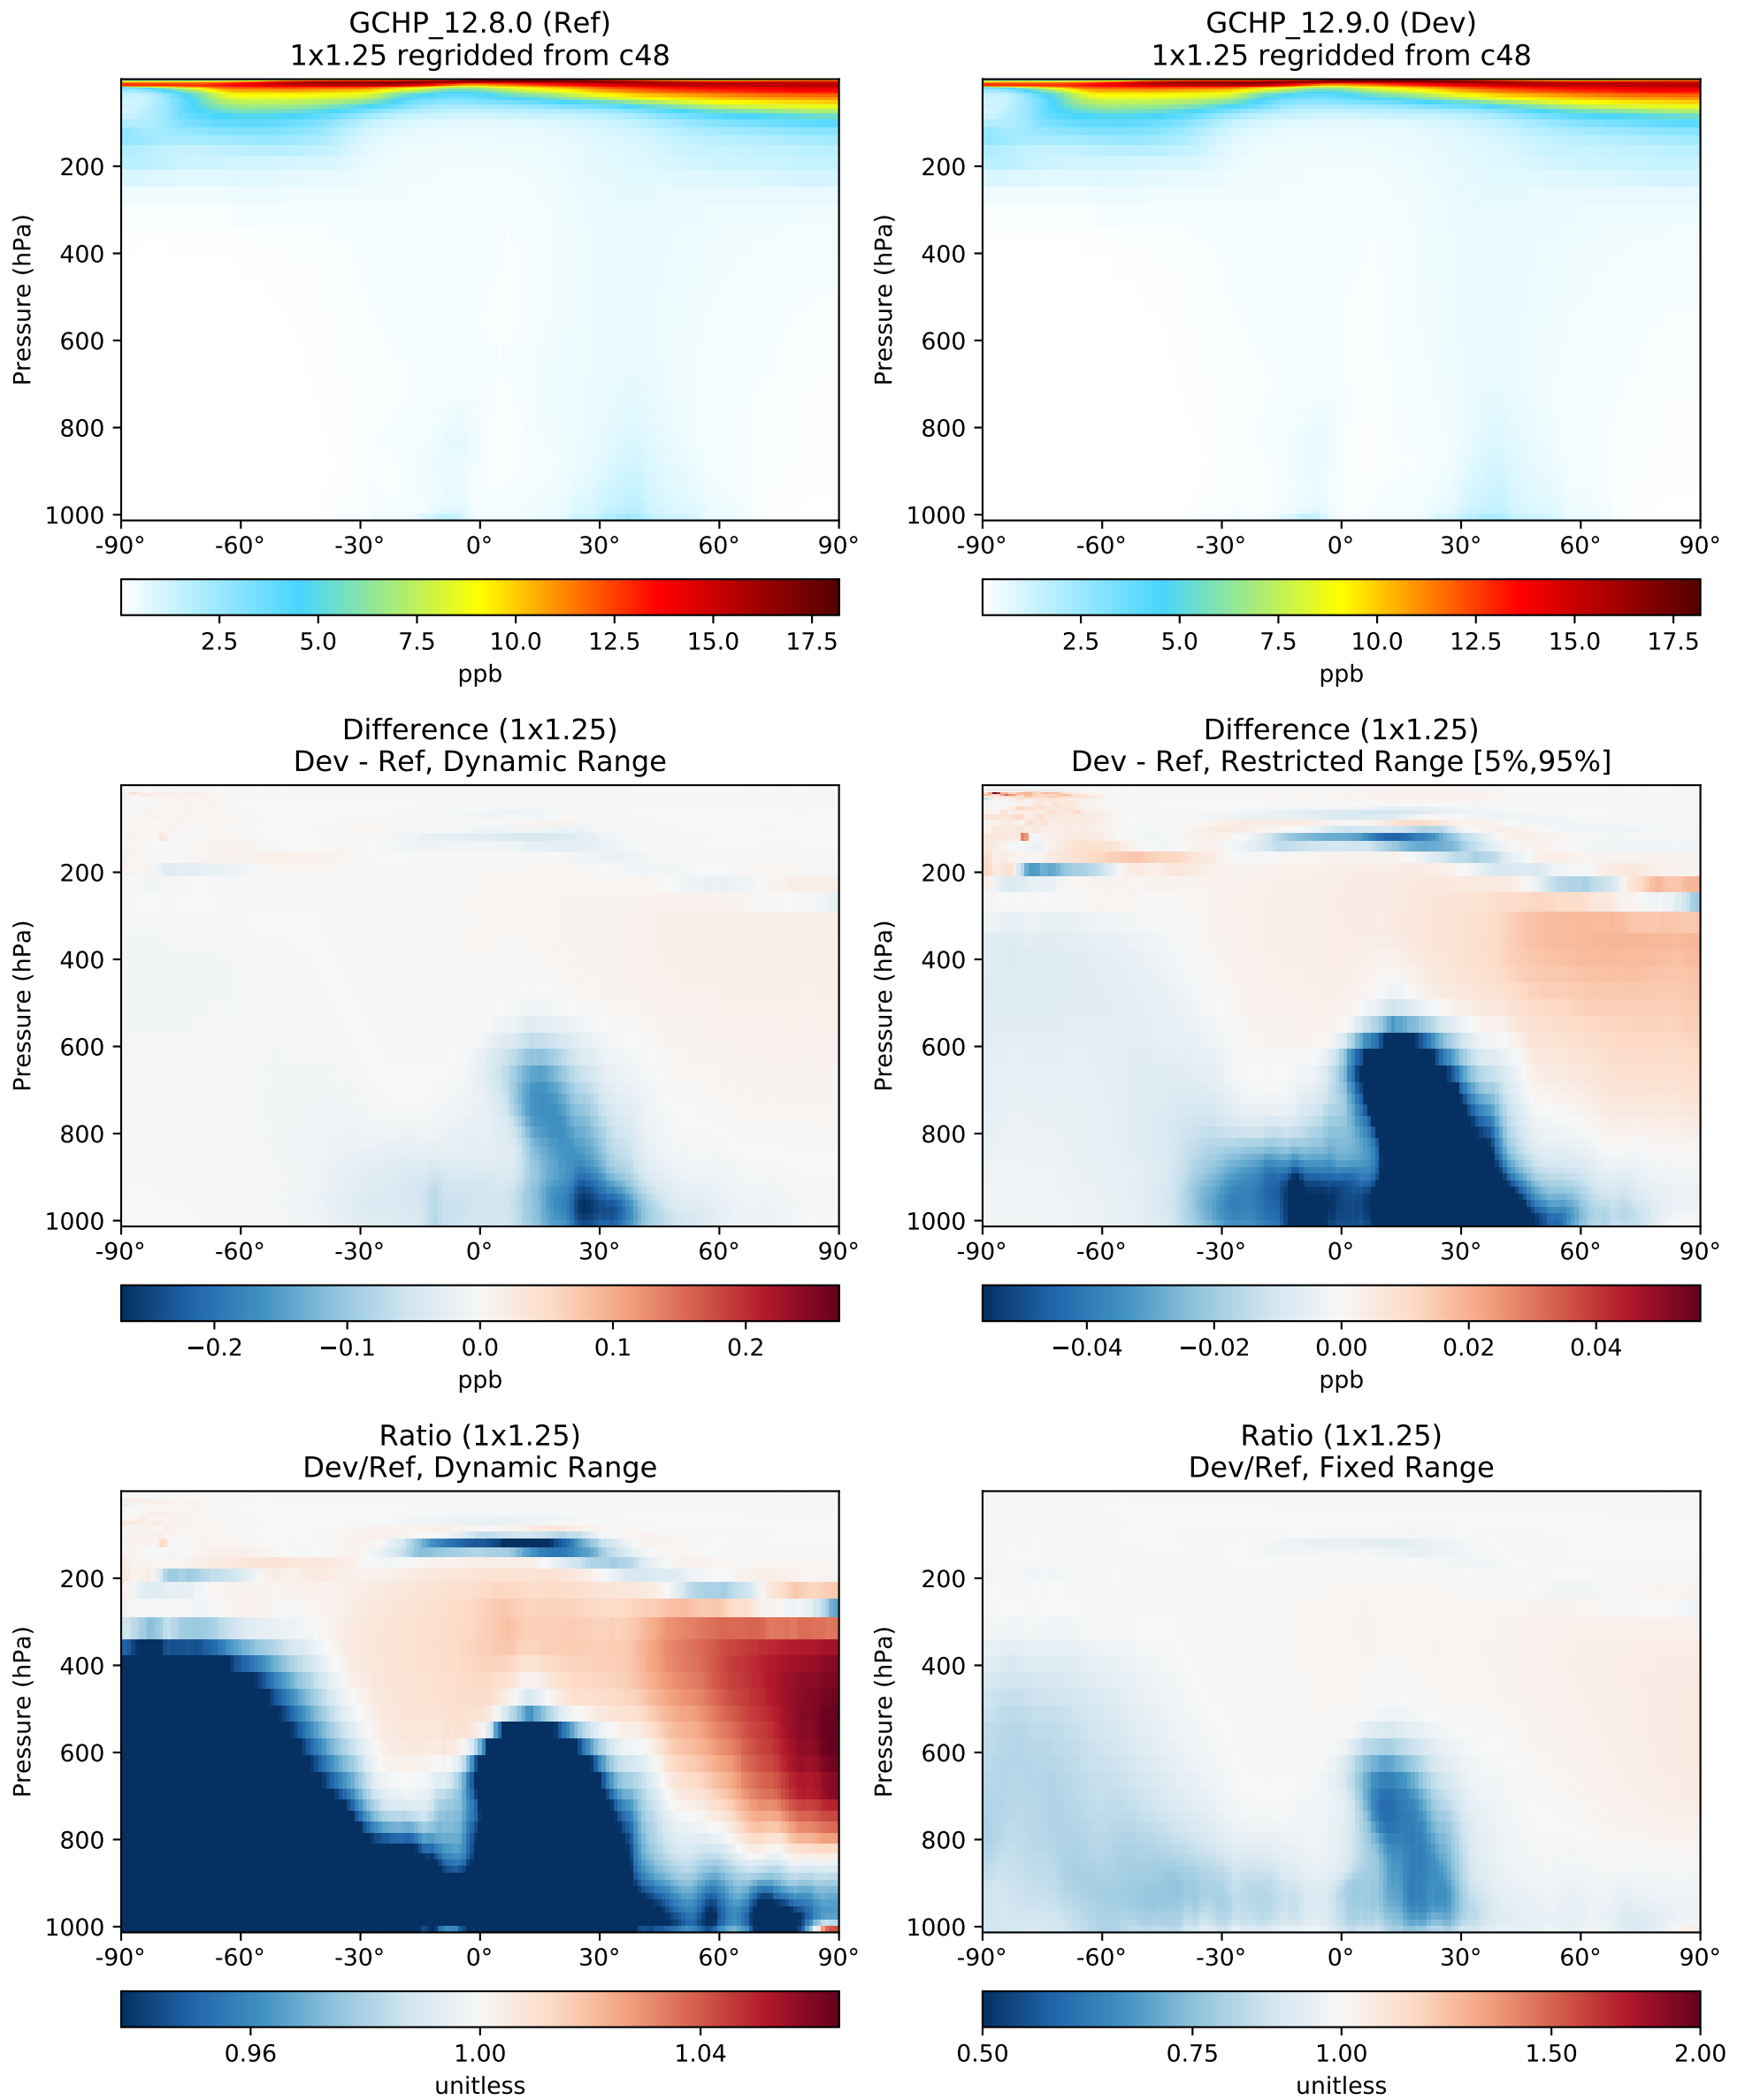 GCHP_12.8.0 (Ref)
1x1.25 regridded from c48
Pressure (hPa)
200
400
600
800
1000
-90° -60° -30° 0° 30° 60° 90°
2.5 5.0 7.5 10.0 12.5 15.0 17.5
ppb
GCHP_12.9.0 (Dev)
1x1.25 regridded from c48
Pressure (hPa)
200
400
600
800
1000
-90° -60° -30° 0° 30° 60° 90°
2.5 5.0 7.5 10.0 12.5 15.0 17.5
ppb
Difference (1x1.25)
Dev - Ref, Dynamic Range
Pressure (hPa)
200
400
600
800
1000
-90° -60° -30° 0° 30° 60° 90°
−0.2 −0.1 0.0 0.1 0.2
ppb
Difference (1x1.25)
Dev - Ref, Restricted Range [5%,95%]
Pressure (hPa)
200
400
600
800
1000
-90° -60° -30° 0° 30° 60° 90°
−0.04 −0.02 0.00 0.02 0.04
ppb
Ratio (1x1.25)
Dev/Ref, Dynamic Range
Pressure (hPa)
200
400
600
800
1000
-90° -60° -30° 0° 30° 60° 90°
0.96 1.00 1.04
unitless
Ratio (1x1.25)
Dev/Ref, Fixed Range
Pressure (hPa)
200
400
600
800
1000
-90° -60° -30° 0° 30° 60° 90°
0.50 0.75 1.00 1.50 2.00
unitless